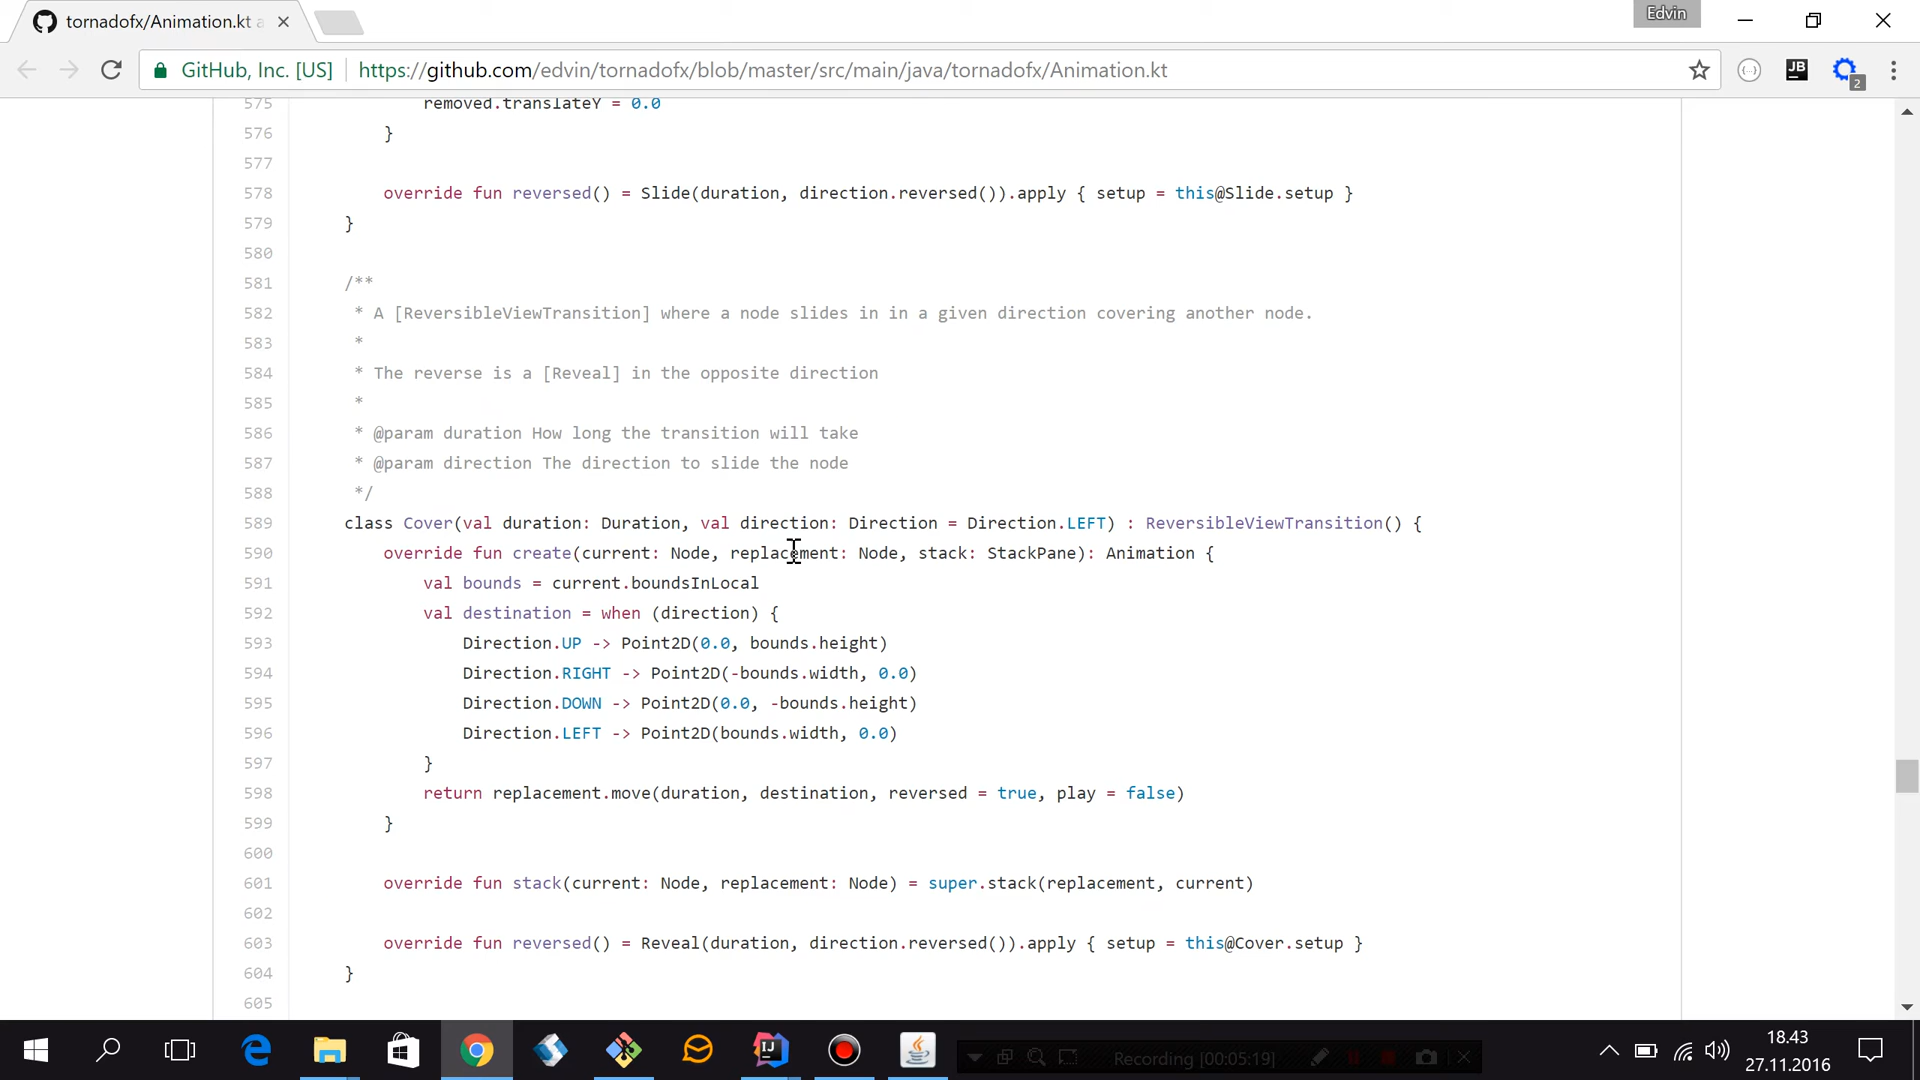 tornadofx/Animation.kt a
Edvin
GitHub, Inc. [US]
https://github.com/edvin/tornadofx/blob/master/src/main/java/tornadofx/Animation.kt
JB
2
575 removed.translateY = 0.0
576 }
577
578 override fun reversed() = Slide(duration, direction.reversed()).apply { setup = this@Slide.setup }
579 }
580
581 /**
582 * A [ReversibleViewTransition] where a node slides in in a given direction covering another node.
583 *
584 * The reverse is a [Reveal] in the opposite direction
585 *
586 * @param duration How long the transition will take
587 * @param direction The direction to slide the node
588 */
589 class Cover(val duration: Duration, val direction: Direction = Direction.LEFT) : ReversibleViewTransition() {
590 override fun create(current: Node, replacement: Node, stack: StackPane): Animation {
591 val bounds = current.boundsInLocal
592 val destination = when (direction) {
593 Direction.UP -> Point2D(0.0, bounds.height)
594 Direction.RIGHT -> Point2D(-bounds.width, 0.0)
595 Direction.DOWN -> Point2D(0.0, -bounds.height)
596 Direction.LEFT -> Point2D(bounds.width, 0.0)
597 }
598 return replacement.move(duration, destination, reversed = true, play = false)
599 }
600
601 override fun stack(current: Node, replacement: Node) = super.stack(replacement, current)
602
603 override fun reversed() = Reveal(duration, direction.reversed()).apply { setup = this@Cover.setup }
604 }
605
IJ
Recording [00:05:19]
18.43
27.11.2016